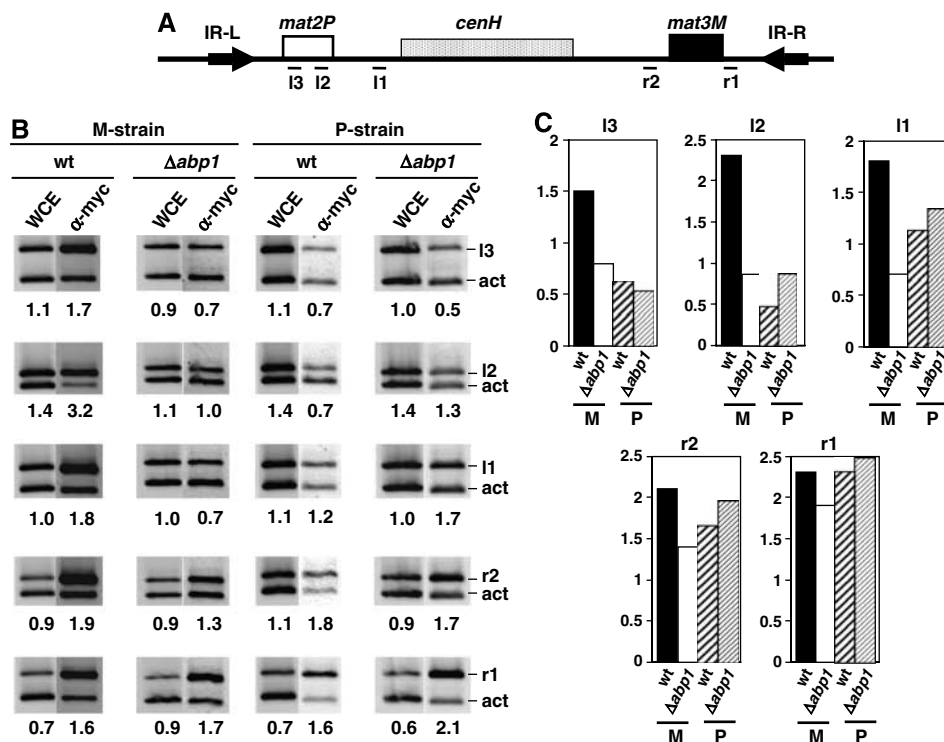 A
mat2P cenH mat3M
IR-L IR-R
l3 l2 l1 r2 r1
B
M-strain P-strain
wt Δabp1 wt Δabp1
WCE α-myc WCE α-myc WCE α-myc WCE α-myc
l3
act
1.1 1.7 0.9 0.7 1.1 0.7 1.0 0.5
l2
act
1.4 3.2 1.1 1.0 1.4 0.7 1.4 1.3
l1
act
1.0 1.8 1.0 0.7 1.1 1.2 1.0 1.7
r2
act
0.9 1.9 0.9 1.3 1.1 1.8 0.9 1.7
r1
act
0.7 1.6 0.9 1.7 0.7 1.6 0.6 2.1
C
l3
2
1.5
1
0.5
0
wt Δabp1 wt Δabp1
M P
l2
2.5
2
1.5
1
0.5
0
wt Δabp1 wt Δabp1
M P
l1
2
1.5
1
0.5
0
wt Δabp1 wt Δabp1
M P
r2
2.5
2
1.5
1
0.5
0
wt Δabp1 wt Δabp1
M P
r1
2.5
2
1.5
1
0.5
0
wt Δabp1 wt Δabp1
M P